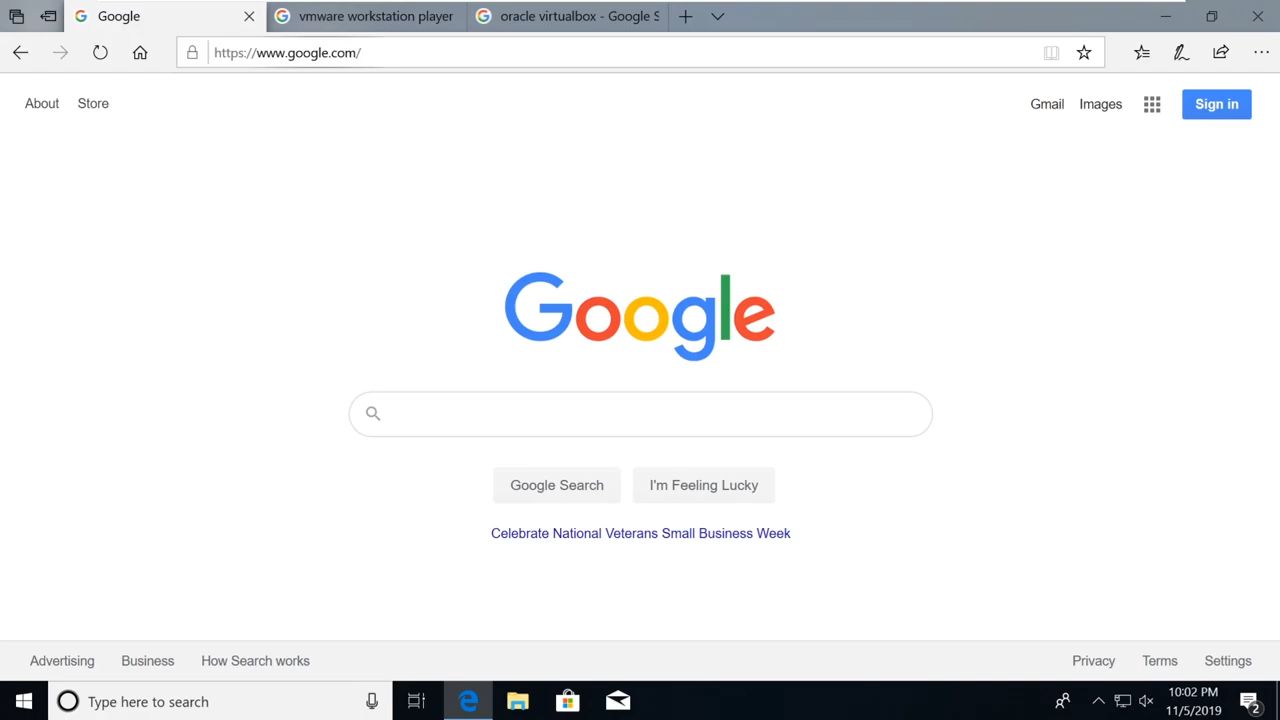 Google
vmware workstation player
oracle virtualbox - Google S
https://www.google.com/
About Store
Gmail Images Sign in
Google
Google Search I'm Feeling Lucky
Celebrate National Veterans Small Business Week
Advertising Business How Search works
Privacy Terms Settings
Type here to search
10:02 PM
11/5/2019
2